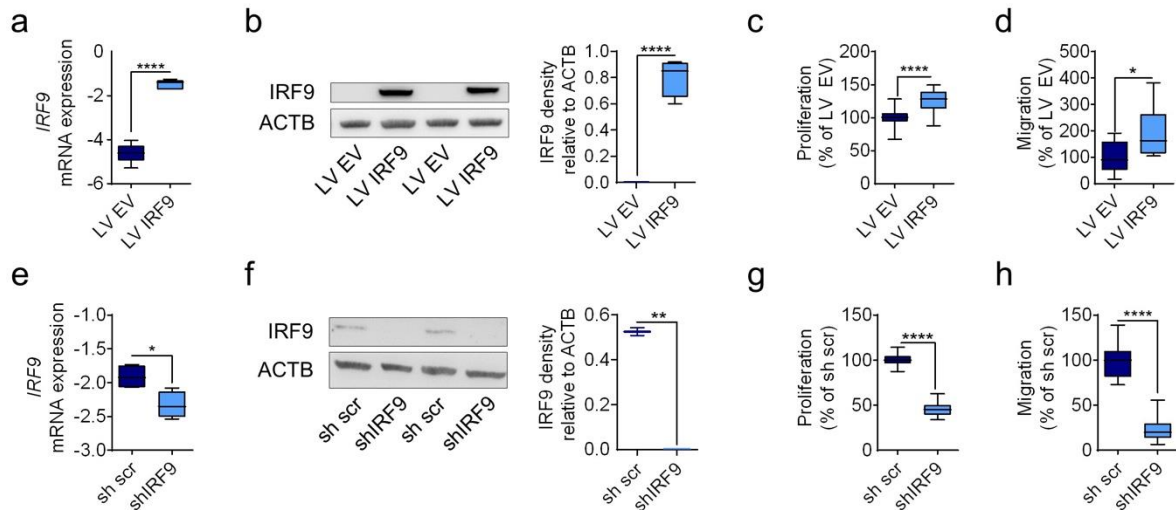 a
IRF9
mRNA expression
0
-2
-4
-6
****
LV EV
LV IRF9
b
IRF9
ACTB
LV EV
LV IRF9
LV EV
LV IRF9
IRF9 density
relative to ACTB
1.0
0.8
0.6
0.4
0.2
0.0
****
LV EV
LV IRF9
c
Proliferation
(% of LV EV)
200
150
100
50
0
****
LV EV
LV IRF9
d
Migration
(% of LV EV)
500
400
300
200
100
0
*
LV EV
LV IRF9
e
IRF9
mRNA expression
-1.0
-1.5
-2.0
-2.5
-3.0
*
sh scr
shIRF9
f
IRF9
ACTB
sh scr
shIRF9
sh scr
shIRF9
IRF9 density
relative to ACTB
0.6
0.4
0.2
0.0
**
sh scr
shIRF9
g
Proliferation
(% of sh scr)
150
100
50
0
****
sh scr
shIRF9
h
Migration
(% of sh scr)
150
100
50
0
****
sh scr
shIRF9